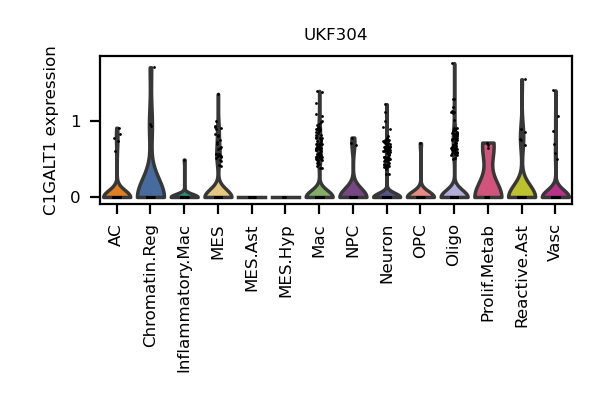 UKF304
C1GALT1 expression
1
0
AC
Chromatin.Reg
Inflammatory.Mac
MES
MES.Ast
MES.Hyp
Mac
NPC
Neuron
OPC
Oligo
Prolif.Metab
Reactive.Ast
Vasc